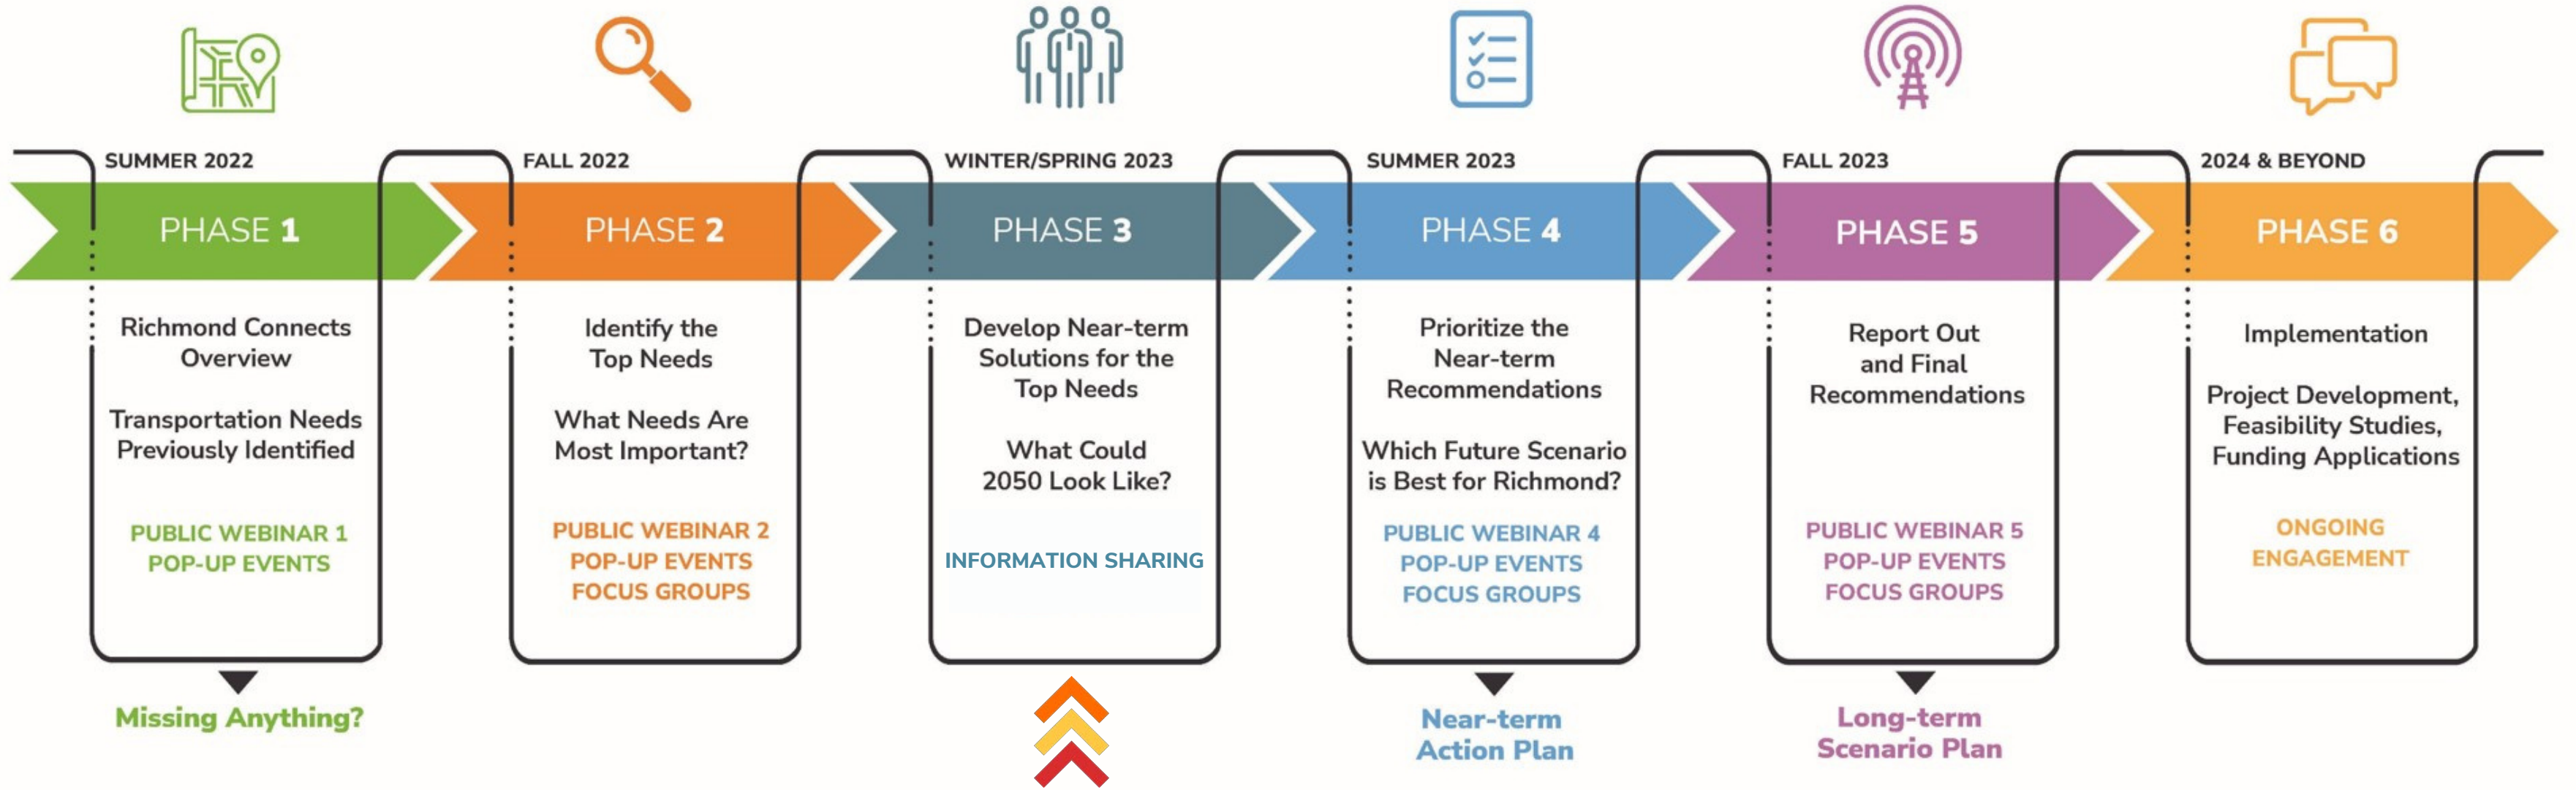 SUMMER 2022
PHASE 1
Richmond Connects
Overview
Transportation Needs
Previously Identified
PUBLIC WEBINAR 1
POP-UP EVENTS
Missing Anything?
FALL 2022
PHASE 2
Identify the
Top Needs
What Needs Are
Most Important?
PUBLIC WEBINAR 2
POP-UP EVENTS
FOCUS GROUPS
WINTER/SPRING 2023
PHASE 3
Develop Near-term
Solutions for the
Top Needs
What Could
2050 Look Like?
INFORMATION SHARING
SUMMER 2023
PHASE 4
Prioritize the
Near-term
Recommendations
Which Future Scenario
is Best for Richmond?
PUBLIC WEBINAR 4
POP-UP EVENTS
FOCUS GROUPS
Near-term
Action Plan
FALL 2023
PHASE 5
Report Out
and Final
Recommendations
PUBLIC WEBINAR 5
POP-UP EVENTS
FOCUS GROUPS
Long-term
Scenario Plan
2024 & BEYOND
PHASE 6
Implementation
Project Development,
Feasibility Studies,
Funding Applications
ONGOING
ENGAGEMENT